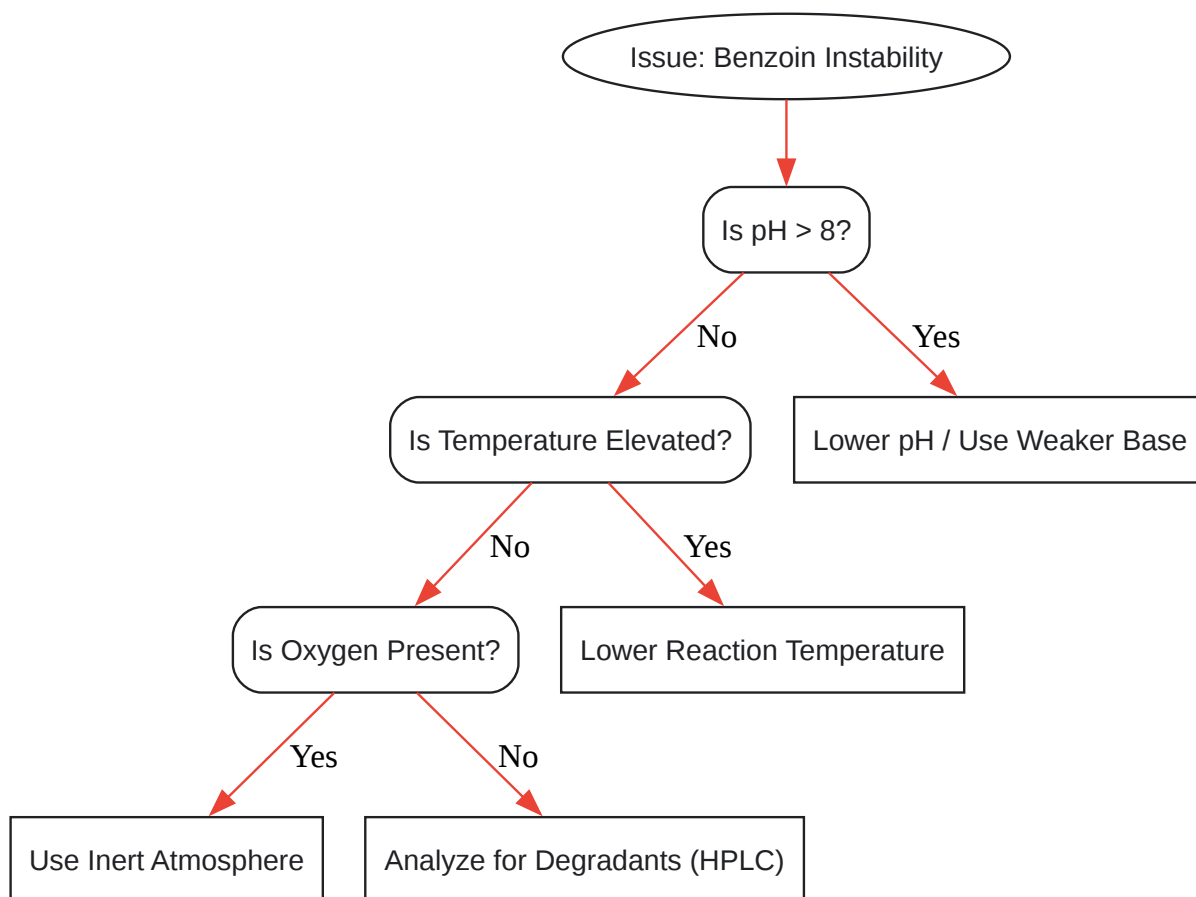 Issue: Benzoin Instability
Is pH > 8?
No
Yes
Is Temperature Elevated?
Lower pH / Use Weaker Base
No
Yes
Is Oxygen Present?
Lower Reaction Temperature
Yes
No
Use Inert Atmosphere
Analyze for Degradants (HPLC)